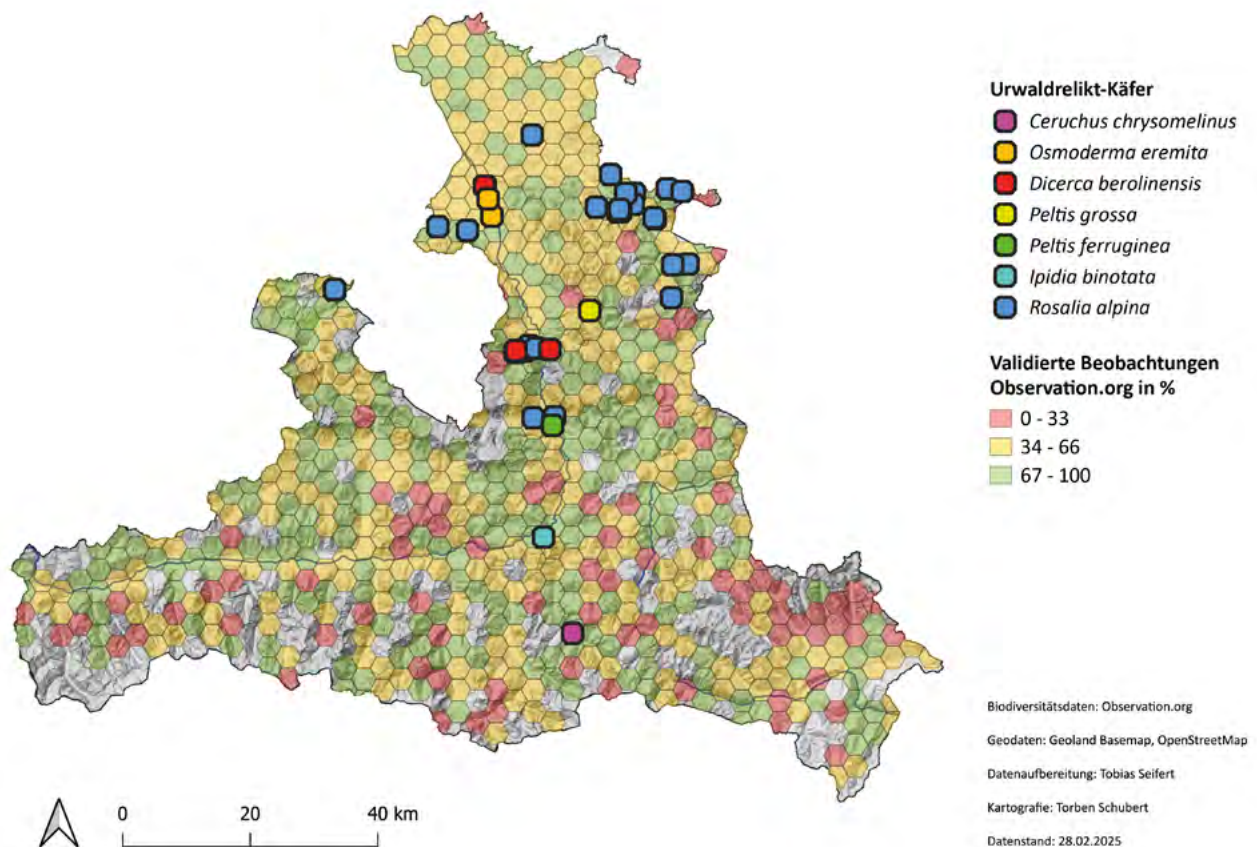 Urwaldrelikt-Käfer
Ceruchus chrysomelinus
Osmoderma eremita
Dicerca berolinensis
Peltis grossa
Peltis ferruginea
Ipidia binotata
Rosalia alpina
Validierte Beobachtungen
Observation.org in %
0 - 33
34 - 66
67 - 100
Biodiversitätsdaten: Observation.org
Geodaten: Geoland Basemap, OpenStreetMap
Datenaufbereitung: Tobias Seifert
Kartografie: Torben Schubert
Datenstand: 28.02.2025
0 20 40 km